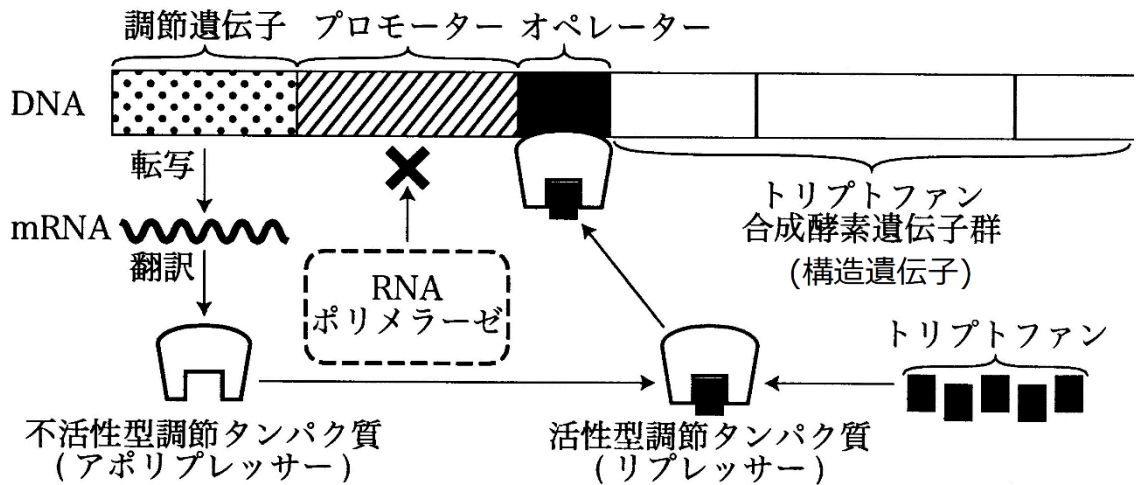 調節遺伝子 プロモーター オペレーター
DNA
転写
mRNA
翻訳
RNA
ポリメラーゼ
トリプトファン
合成酵素遺伝子群
(構造遺伝子)
トリプトファン
不活性型調節タンパク質
(アポリプレッサー)
活性型調節タンパク質
(リプレッサー)